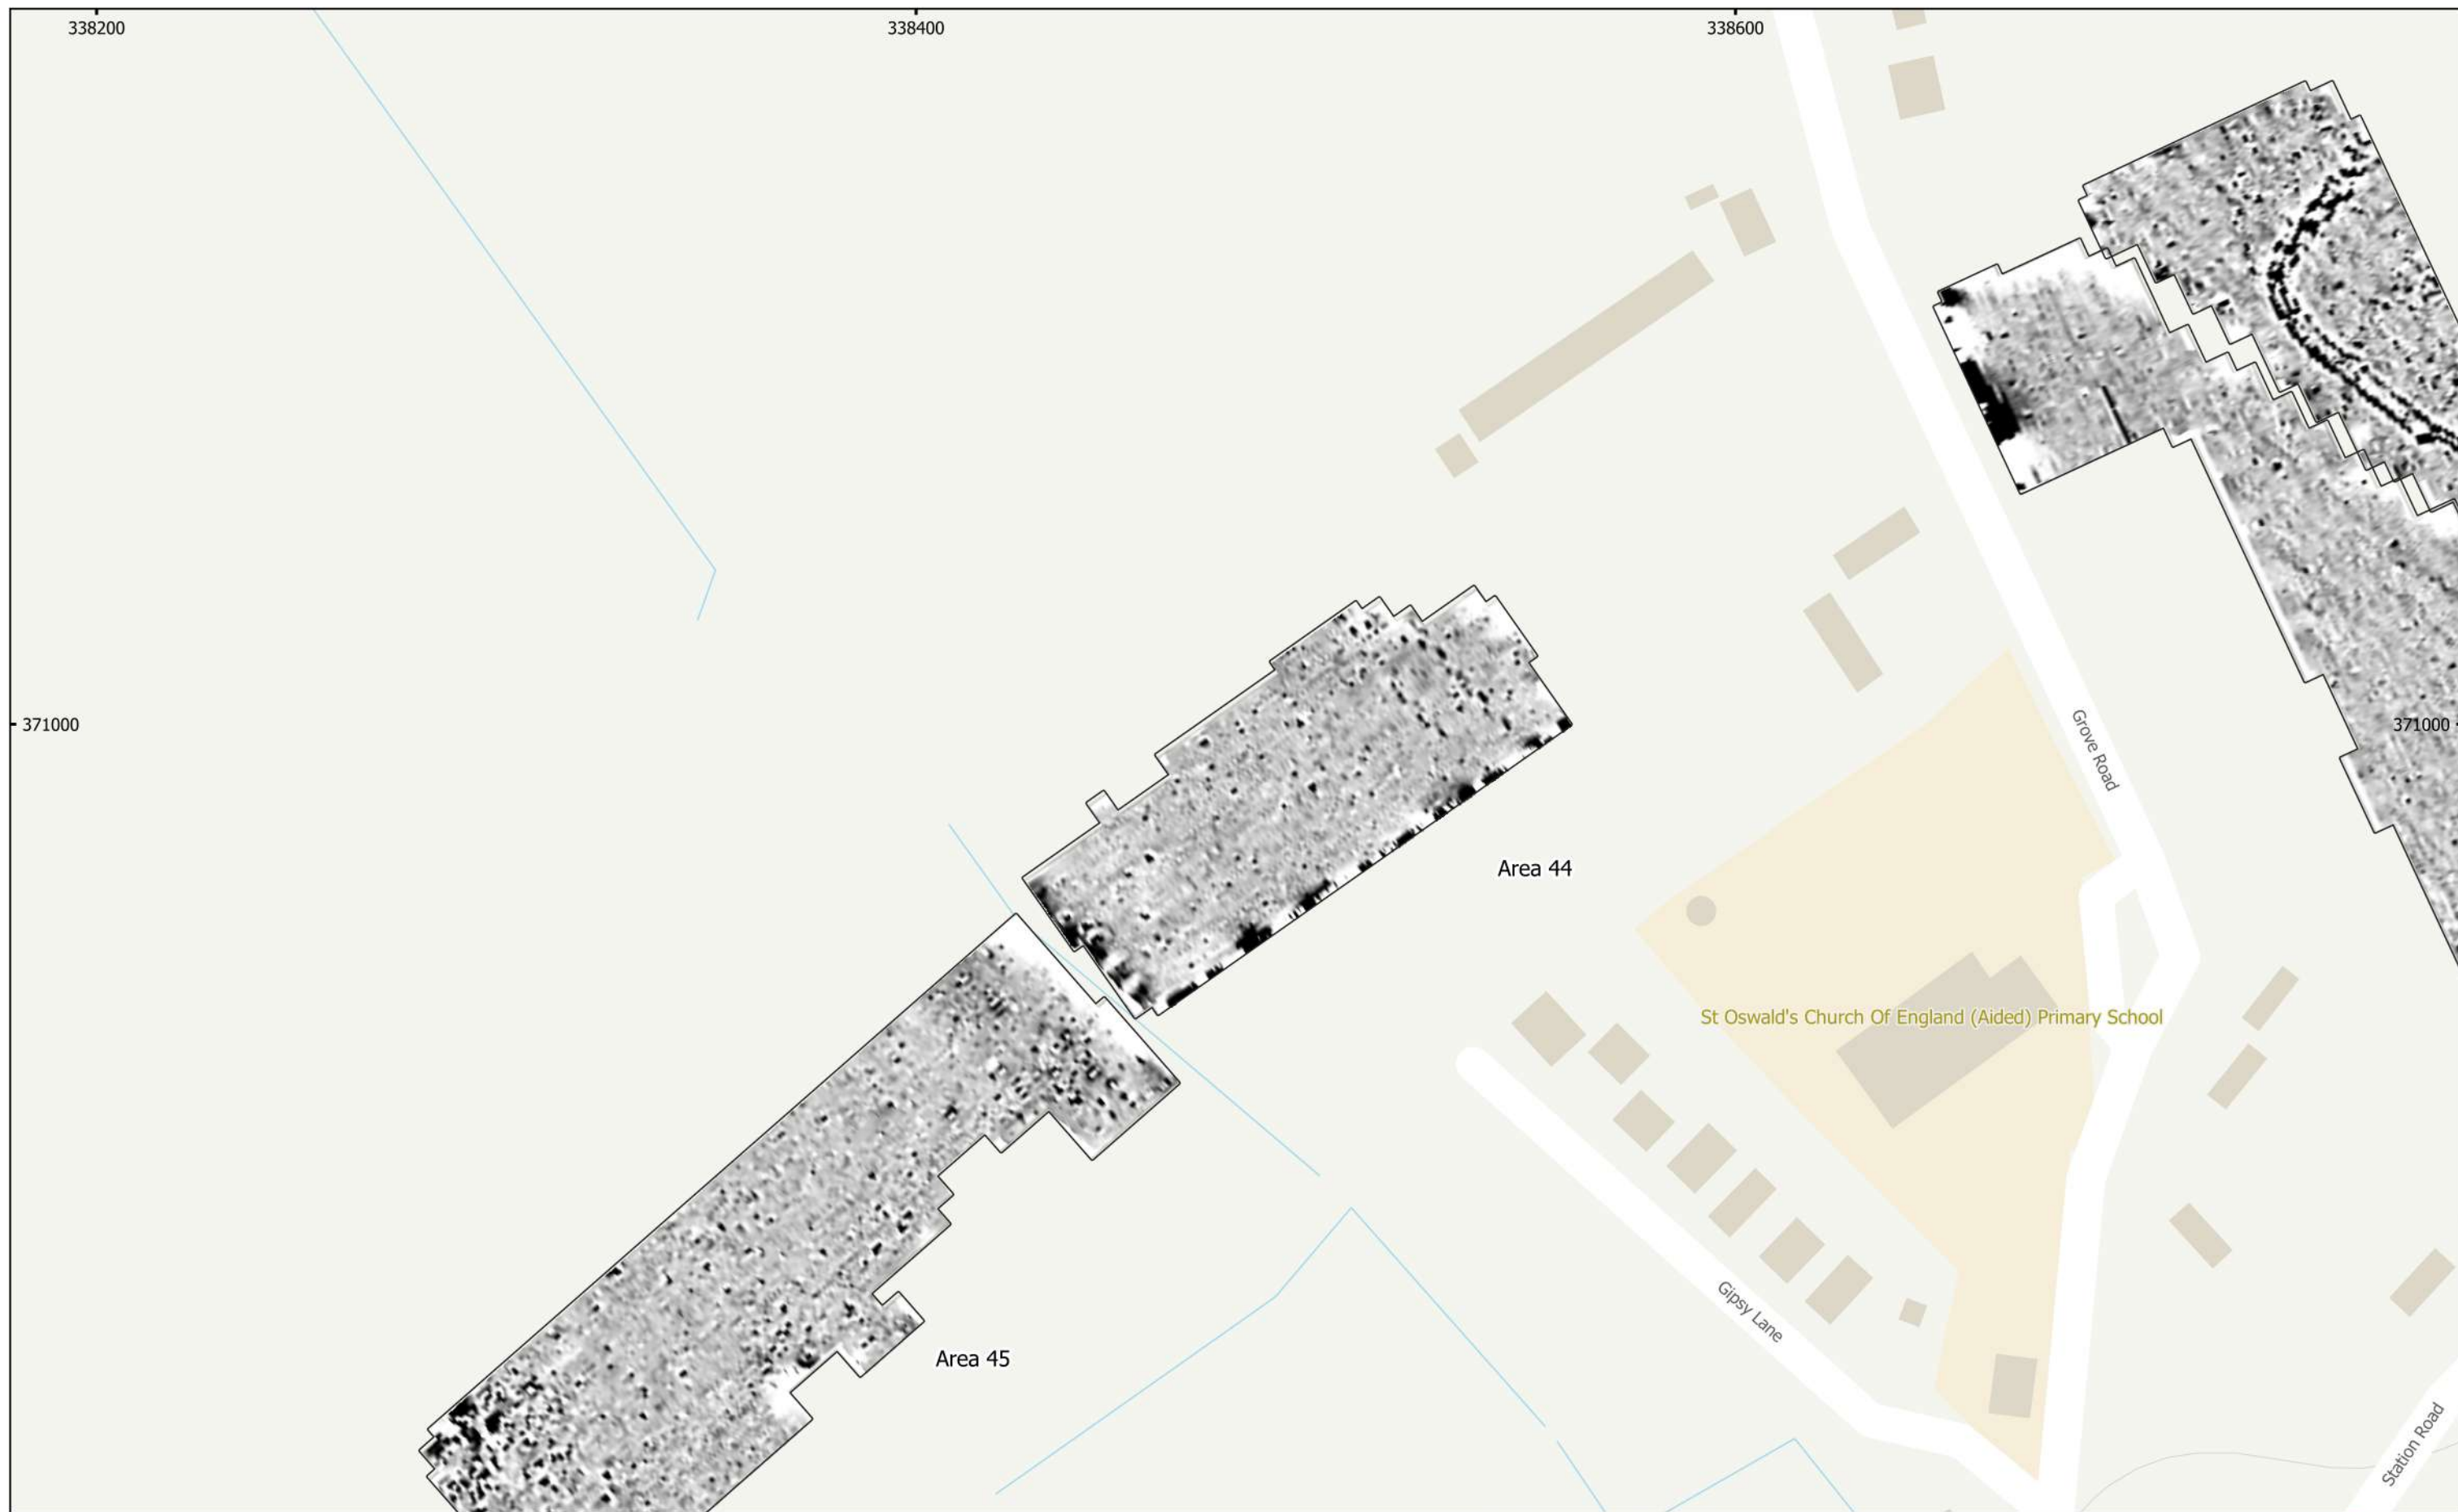 338200
338400
338600
371000
371000
Grove Road
Area 44
St Oswald's Church Of England (Aided) Primary School
Gipsy Lane
Area 45
Station Road